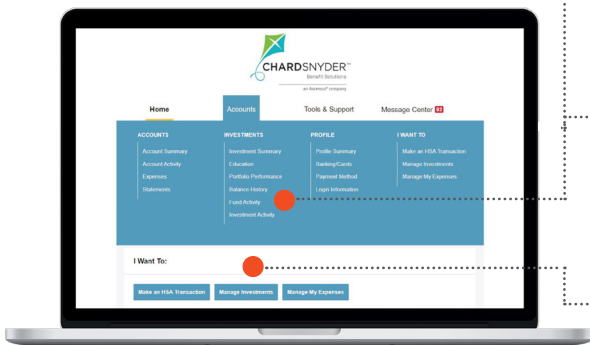 CHARDSNYDER™
Benefit Solutions
an Ascensus® company
Home Accounts Tools & Support Message Center
ACCOUNTS INVESTMENTS PROFILE I WANT TO
Account Summary Investment Summary Profile Summary Make an HSA Transaction
Account Activity Education Banking/Cards Manage Investments
Expenses Portfolio Performance Payment Method Manage My Expenses
Statements Balance History Login Information
Fund Activity
Investment Activity
I Want To:
Make an HSA Transaction Manage Investments Manage My Expenses